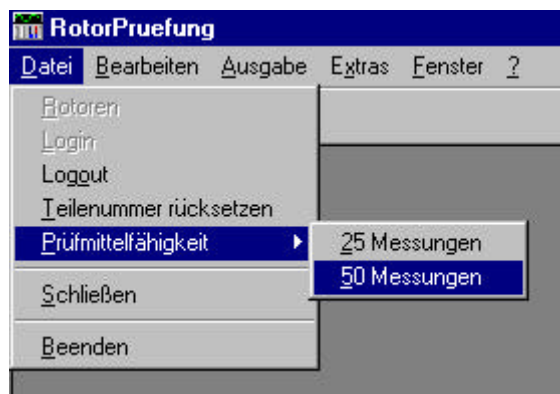 RotorPruefung
Datei Bearbeiten Ausgabe Extras Fenster ?
Rotoren
Login
Logout
Teilenummer rücksetzen
Prüfmittelfähigkeit
25 Messungen
50 Messungen
Schließen
Beenden